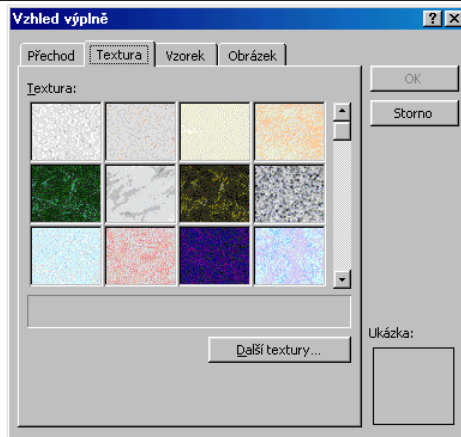 Vzhled výplně
Přechod
Textura
Vzorek
Obrázek
OK
Textura:
Storno
Další textury...
Ukázka: